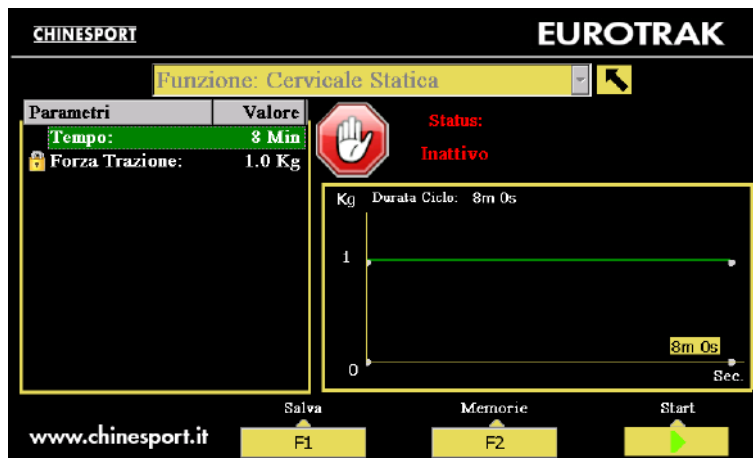 CHINESPORT
EUROTRAK
Funzione: Cervicale Statica
Parametri Valore
Tempo: 8 Min
Forza Trazione: 1.0 Kg
Status:
Inattivo
Kg Durata Ciclo: 8m 0s
1
8m 0s
0
Sec.
Salva Memorie Start
www.chinesport.it F1 F2